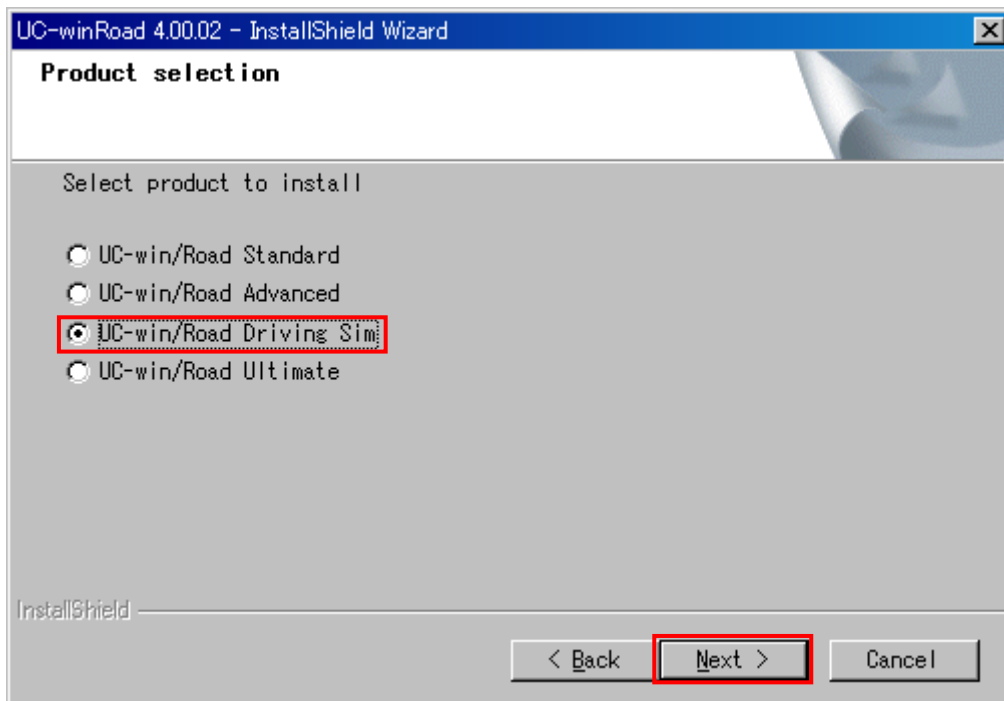 UC-winRoad 4.00.02 - InstallShield Wizard
Product selection
Select product to install
UC-win/Road Standard
UC-win/Road Advanced
UC-win/Road Driving Sim
UC-win/Road Ultimate
InstallShield
< Back Next > Cancel